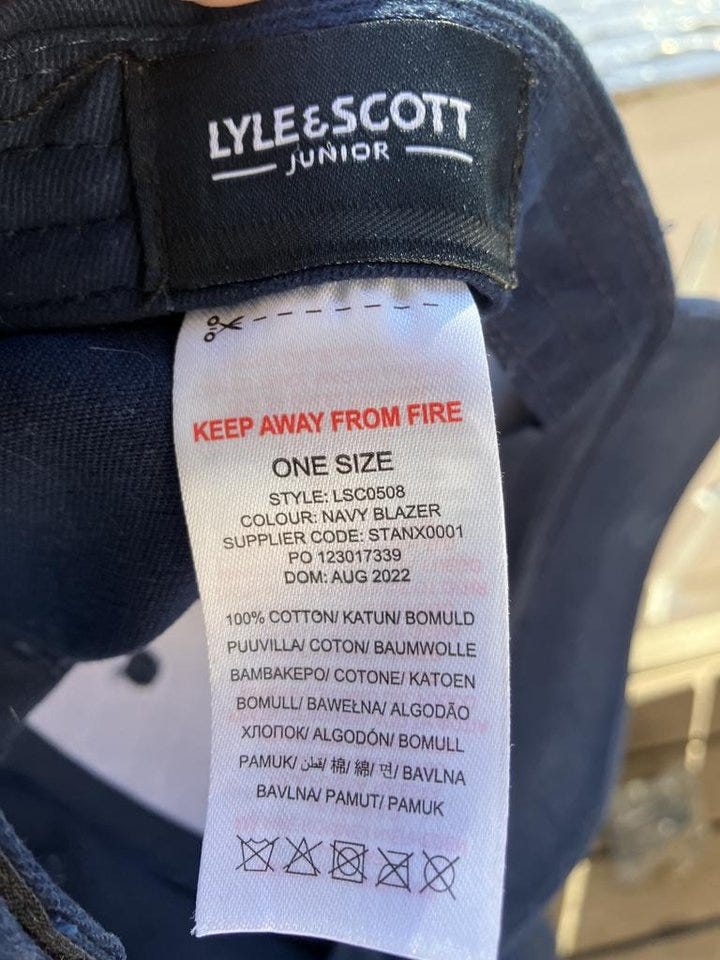 LYLE&SCOTT
JUNIOR
KEEP AWAY FROM FIRE
ONE SIZE
STYLE: LSC0508
COLOUR: NAVY BLAZER
SUPPLIER CODE: STANX0001
PO 123017339
DOM: AUG 2022
100% COTTON/ KATUN/ BOMULD
PUUVILLA/ COTON/ BAUMWOLLE
BAMBAKEPO/ COTONE/ KATOEN
BOMULL/ BAWEŁNA/ ALGODÃO
ХЛОПОК/ ALGODÓN/ BOMULL
PAMUK/ قطن/ 棉/ 綿/ 면/ BAVLNA
BAVLNA/ PAMUT/ PAMUK